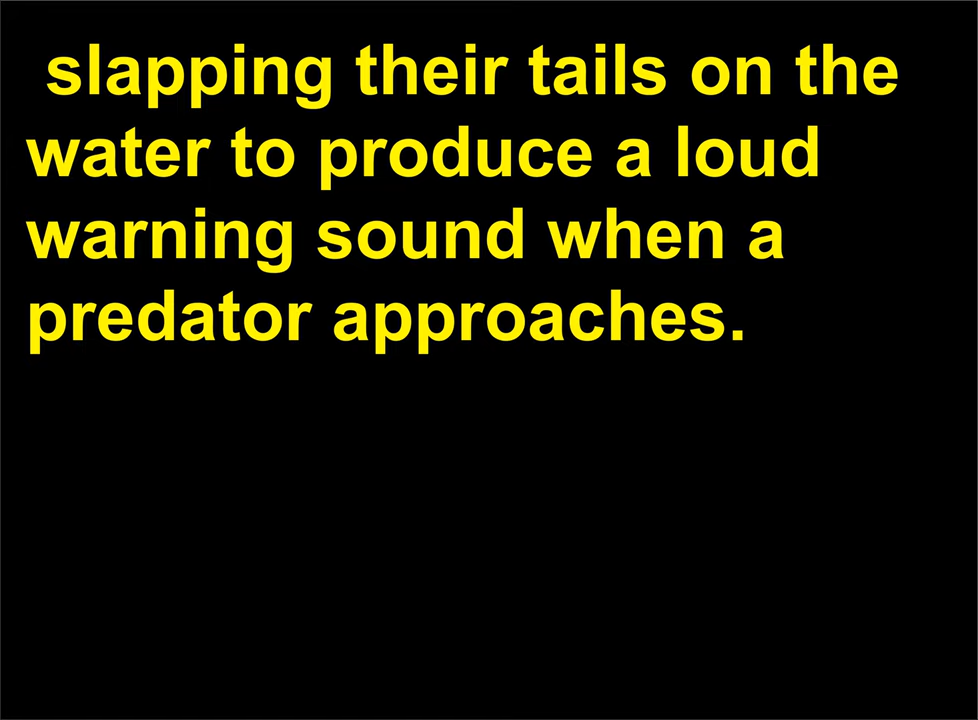 slapping their tails on the
water to produce a loud
warning sound when a
predator approaches.